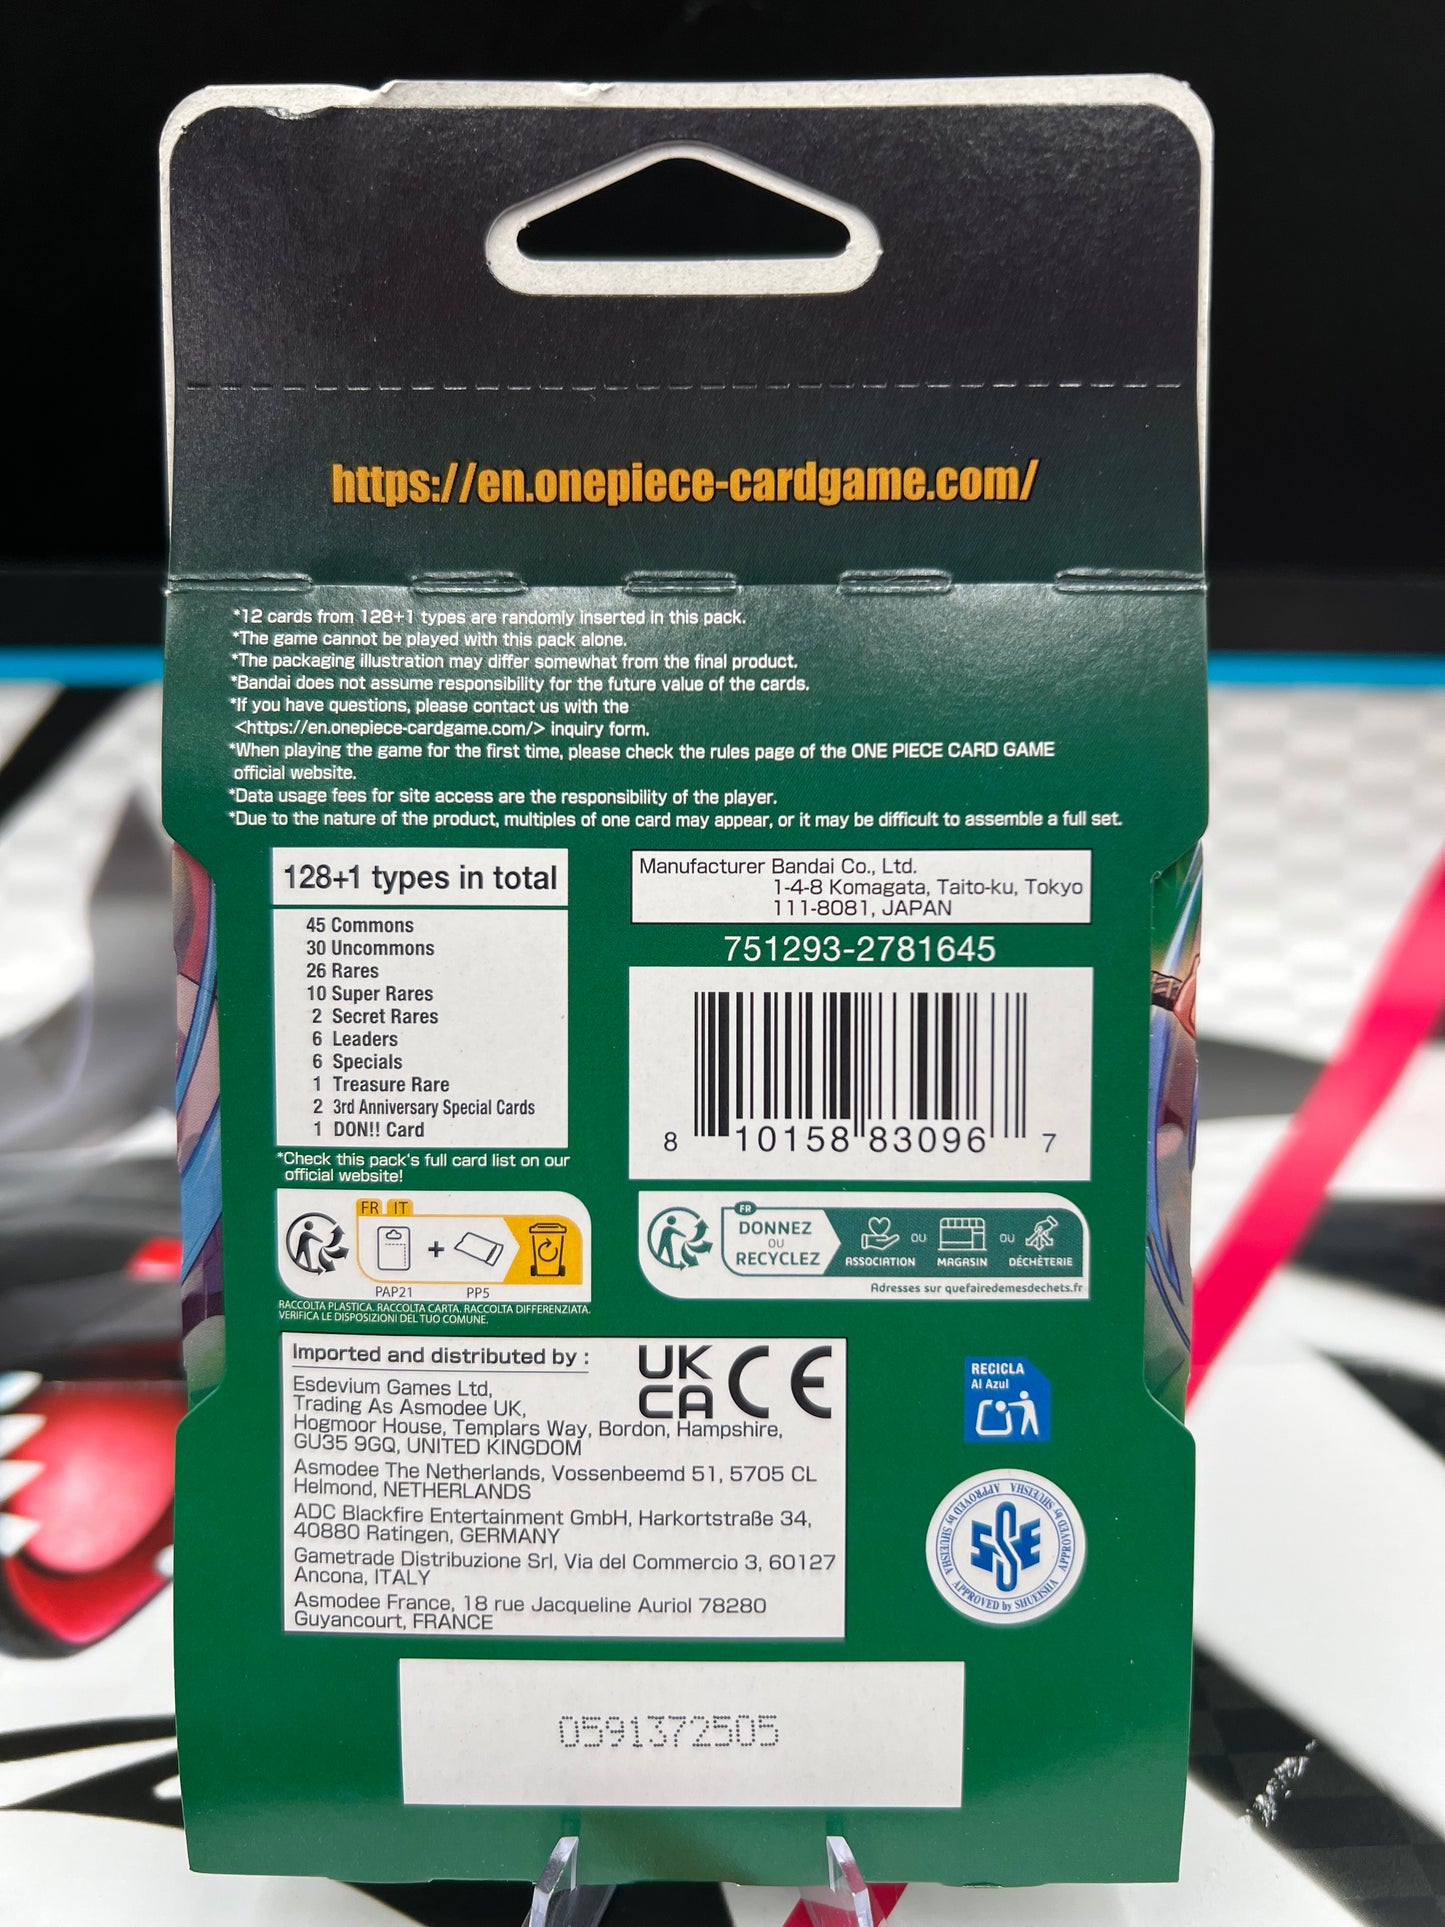 https://en.onepiece-cardgame.com/
*12 cards from 128+1 types are randomly inserted in this pack.
*The game cannot be played with this pack alone.
*The packaging illustration may differ somewhat from the final product.
*Bandai does not assume responsibility for the future value of the cards.
*If you have questions, please contact us with the
<https://en.onepiece-cardgame.com/> inquiry form.
*When playing the game for the first time, please check the rules page of the ONE PIECE CARD GAME
official website.
*Data usage fees for site access are the responsibility of the player.
*Due to the nature of the product, multiples of one card may appear, or it may be difficult to assemble a full set.
128+1 types in total
45 Commons
30 Uncommons
26 Rares
10 Super Rares
2 Secret Rares
6 Leaders
6 Specials
1 Treasure Rare
2 3rd Anniversary Special Cards
1 DON!! Card
*Check this pack's full card list on our
official website!
Manufacturer Bandai Co., Ltd.
1-4-8 Komagata, Taito-ku, Tokyo
111-8081, JAPAN
751293-2781645
8 10158 83096 7
FR IT
+
PAP21 PP5
RACCOLTA PLASTICA. RACCOLTA CARTA. RACCOLTA DIFFERENZIATA.
VERIFICA LE DISPOSIZIONI DEL TUO COMUNE.
FR
DONNEZ
OU
RECYCLEZ
ASSOCIATION OU MAGASIN OU DÉCHÈTERIE
Adresses sur quefairedemesdechets.fr
Imported and distributed by :
UK
CA CE
Esdevium Games Ltd,
Trading As Asmodee UK,
Hogmoor House, Templars Way, Bordon, Hampshire,
GU35 9GQ, UNITED KINGDOM
Asmodee The Netherlands, Vossenbeemd 51, 5705 CL
Helmond, NETHERLANDS
ADC Blackfire Entertainment GmbH, Harkortstraße 34,
40880 Ratingen, GERMANY
Gametrade Distribuzione Srl, Via del Commercio 3, 60127
Ancona, ITALY
Asmodee France, 18 rue Jacqueline Auriol 78280
Guyancourt, FRANCE
RECICLA
Al Azul
APPROVED by SHUEISHA APPROVED by SHUEISHA APPROVED by SHUEISHA
SSE
0591372505